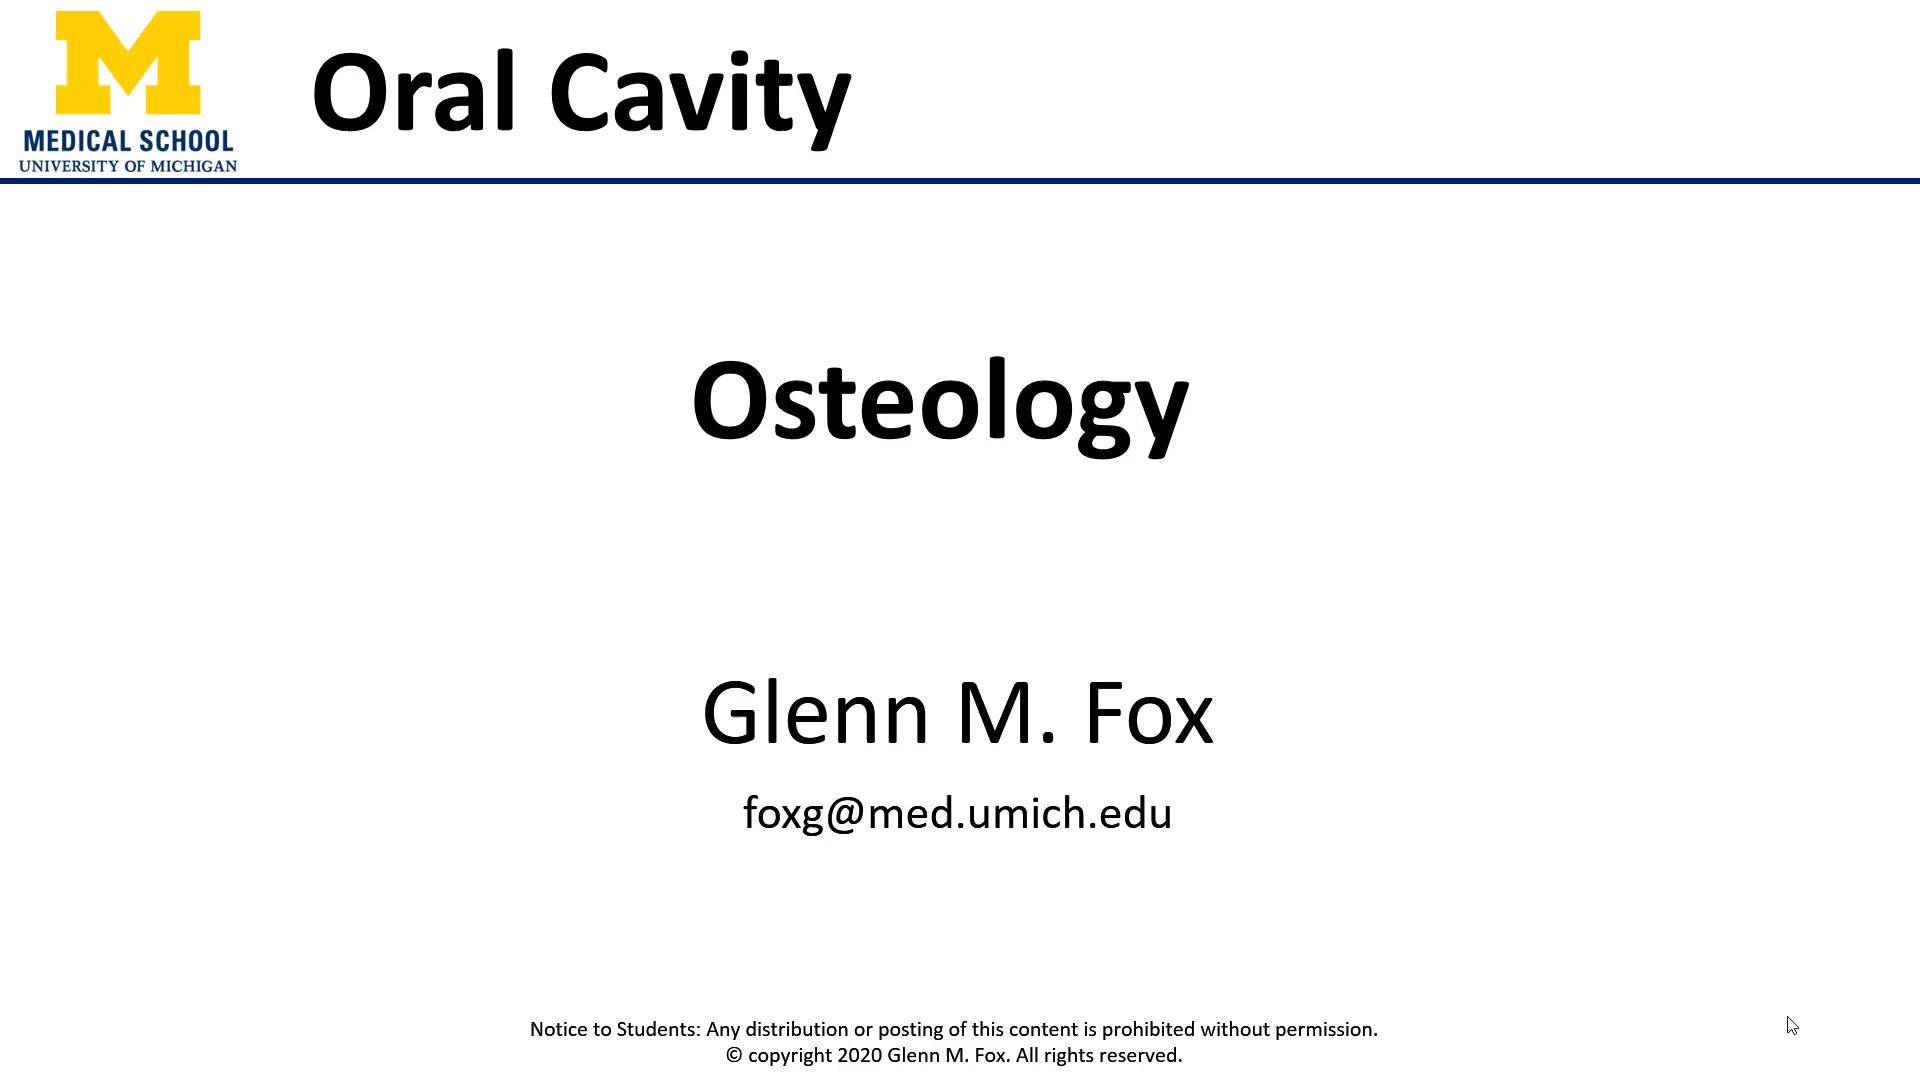 M
MEDICAL SCHOOL
UNIVERSITY OF MICHIGAN
Oral Cavity
Osteology
Glenn M. Fox
foxg@med.umich.edu
Notice to Students: Any distribution or posting of this content is prohibited without permission.
© copyright 2020 Glenn M. Fox. All rights reserved.